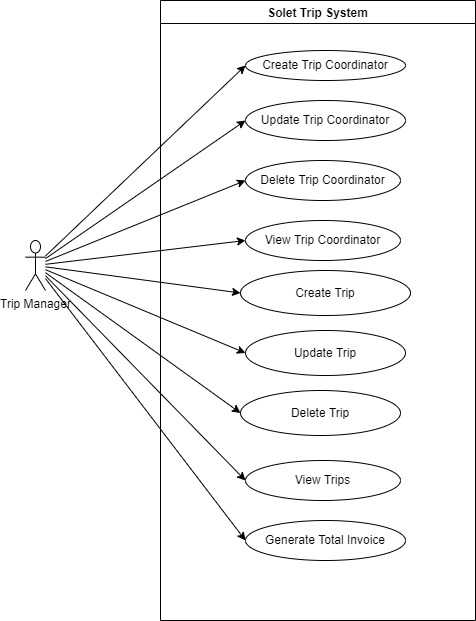 Solet Trip System
Create Trip Coordinator
Update Trip Coordinator
Delete Trip Coordinator
View Trip Coordinator
Trip Manager
Create Trip
Update Trip
Delete Trip
View Trips
Generate Total Invoice